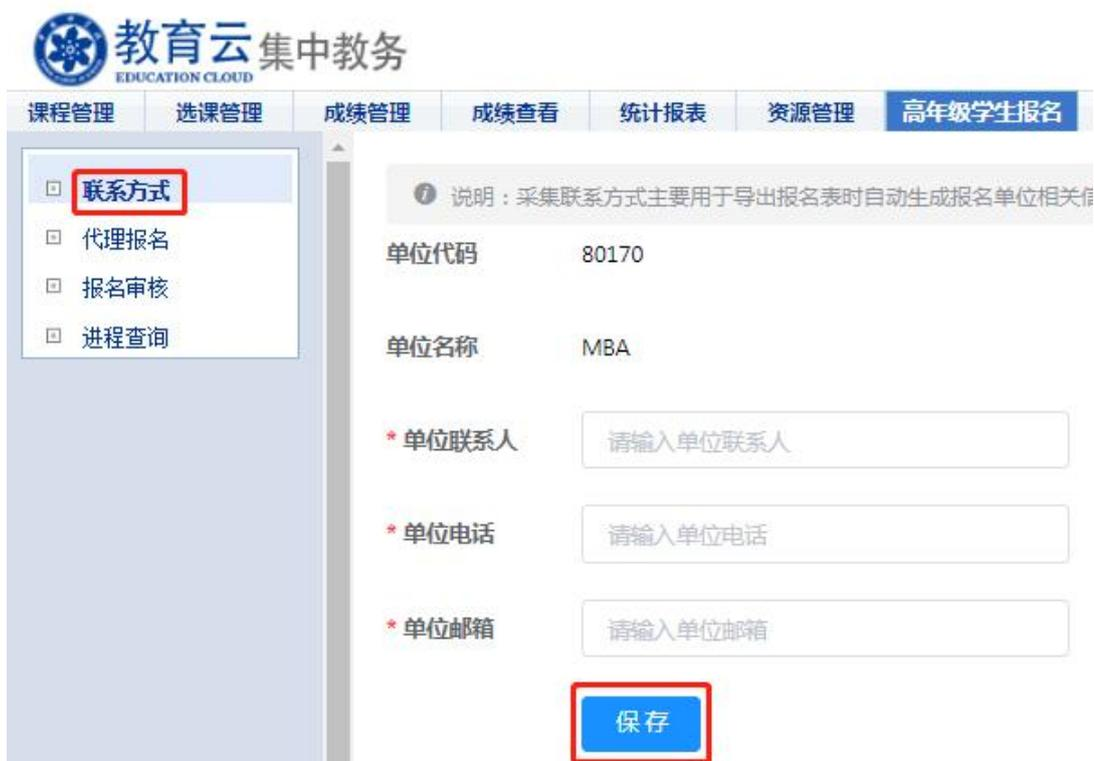 教育云 集中教务
EDUCATION CLOUD
课程管理 选课管理 成绩管理 成绩查看 统计报表 资源管理 高年级学生报名
联系方式
代理报名
报名审核
进程查询
说明：采集联系方式主要用于导出报名表时自动生成报名单位相关信
单位代码 80170
单位名称 MBA
* 单位联系人 请输入单位联系人
* 单位电话 请输入单位电话
* 单位邮箱 请输入单位邮箱
保存